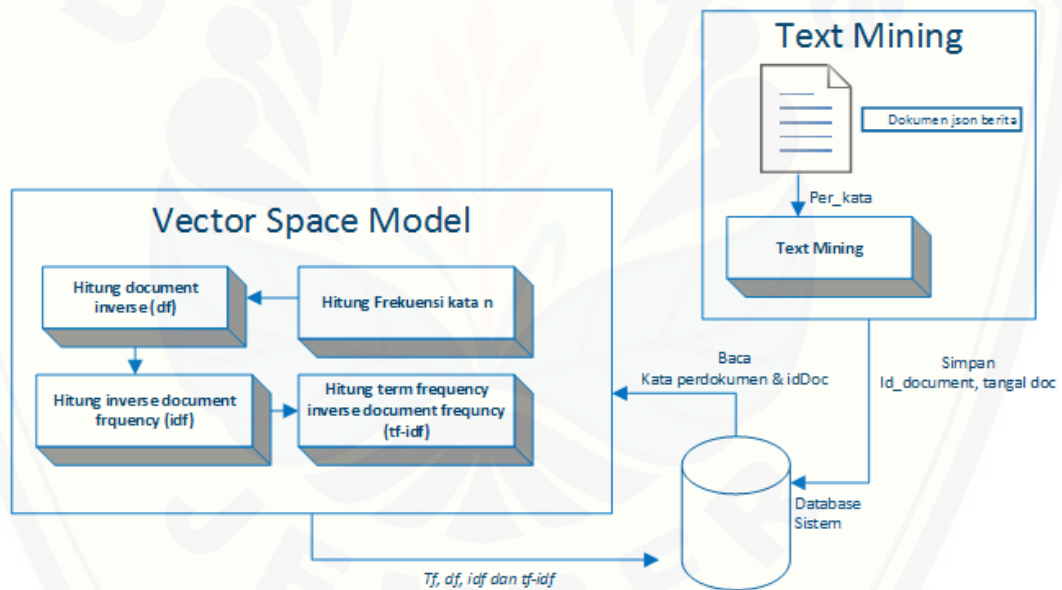 Text Mining
Dokumen json berita
Per_kata
Text Mining
Simpan
Id_document, tangal doc
Vector Space Model
Hitung document
inverse (df)
Hitung Frekuensi kata n
Hitung inverse document
frquency (idf)
Hitung term frequency
inverse document frequncy
(tf-idf)
Baca
Kata perdokumen & idDoc
Database
Sistem
Tf, df, idf dan tf-idf